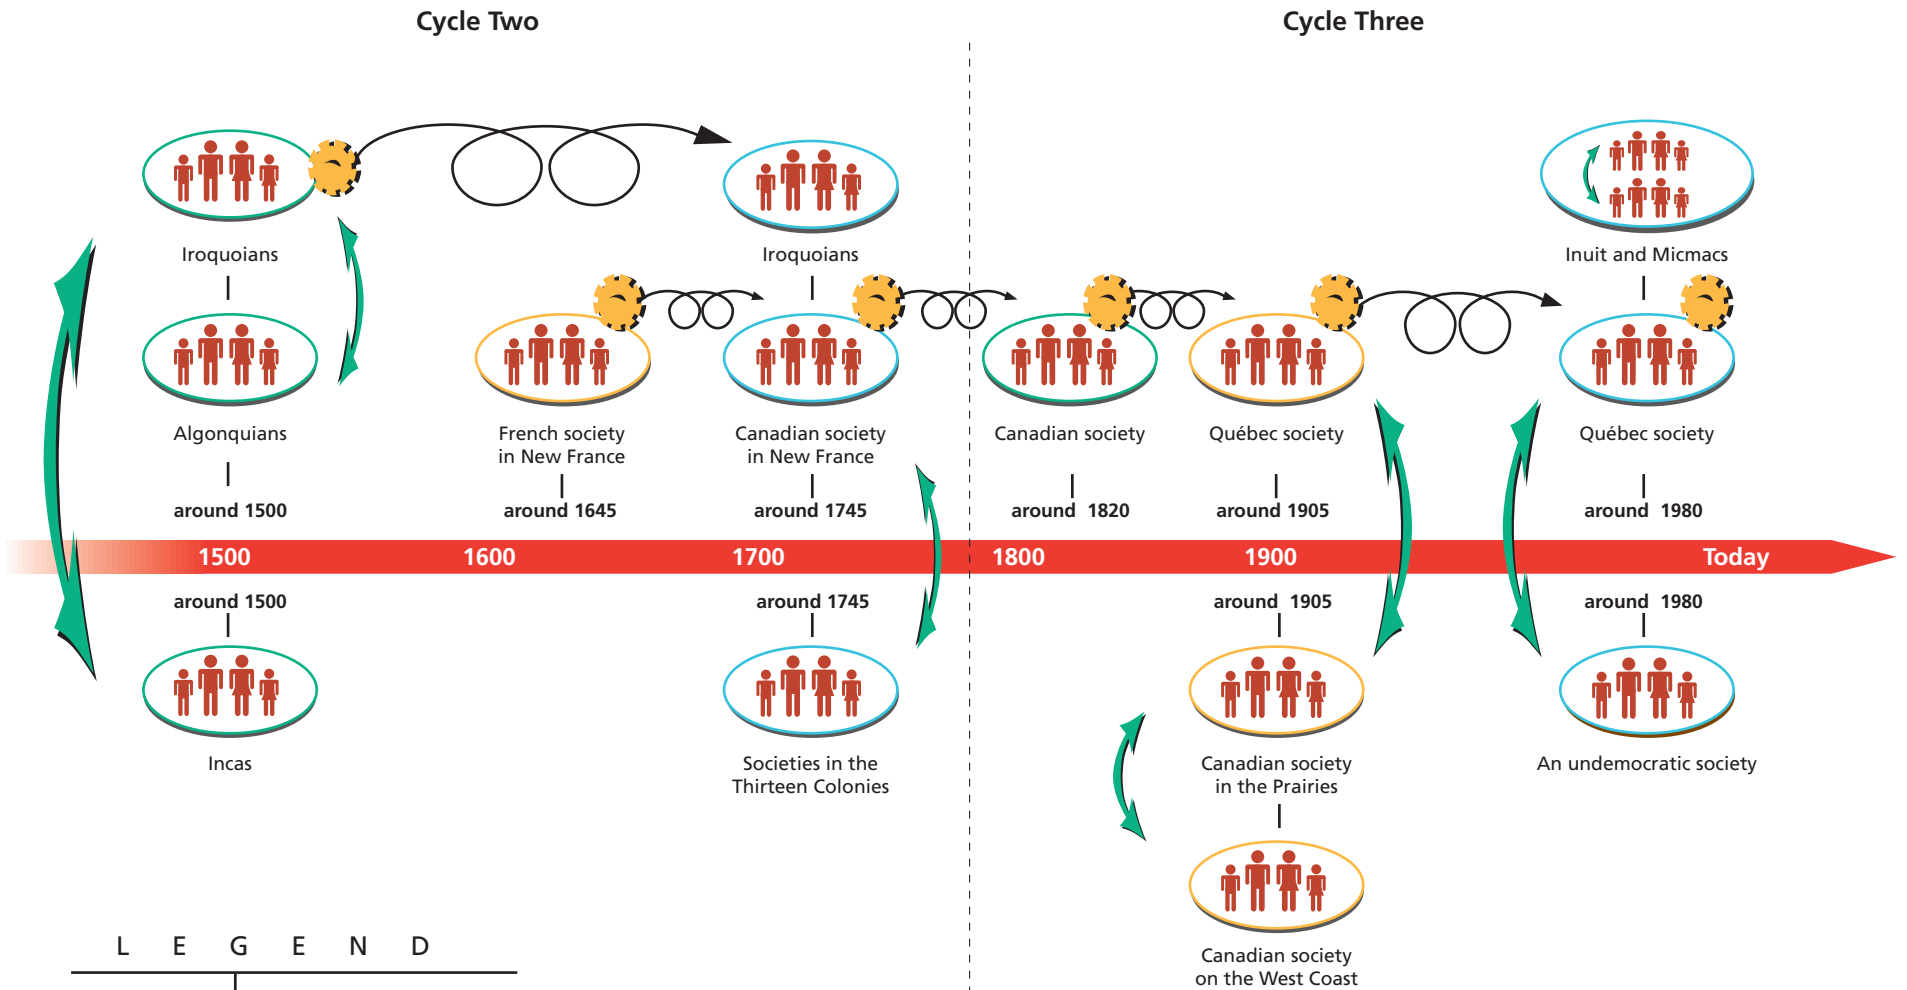 Cycle Two
Cycle Three
Iroquoians
Iroquoians
Inuit and Micmacs
Algonquians
French society
in New France
Canadian society
in New France
Canadian society
Québec society
Québec society
around 1500
around 1645
around 1745
around 1820
around 1905
around 1980
1500
1600
1700
1800
1900
Today
around 1500
around 1745
around 1905
around 1980
Incas
Societies in the
Thirteen Colonies
Canadian society
in the Prairies
An undemocratic society
Canadian society
on the West Coast
L E G E N D